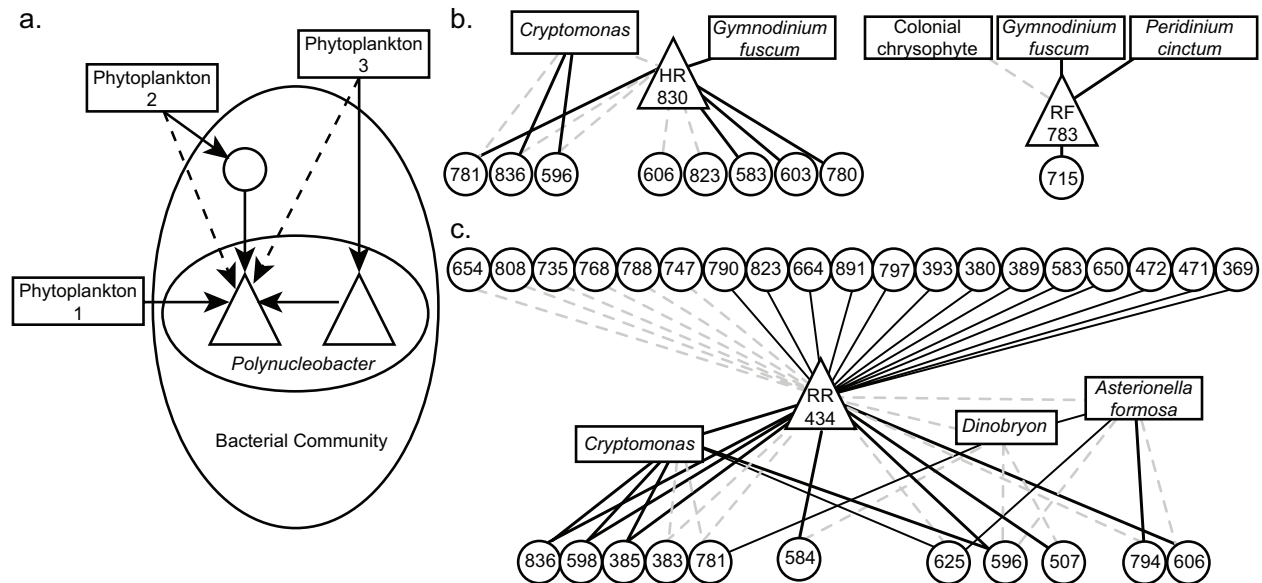 a.
Phytoplankton
3
Phytoplankton
2
Phytoplankton
1
Polynucleobacter
Bacterial Community
b.
Cryptomonas
Gymnodinium
fuscum
HR
830
781 836 596 606 823 583 603 780
Colonial
chrysophyte
Gymnodinium
fuscum
Peridinium
cinctum
RF
783
715
c.
654 808 735 768 788 747 790 823 664 891 797 393 380 389 583 650 472 471 369
RR
434
Cryptomonas
Dinobryon
Asterionella
formosa
836 598 385 383 781 584 625 596 507 794 606